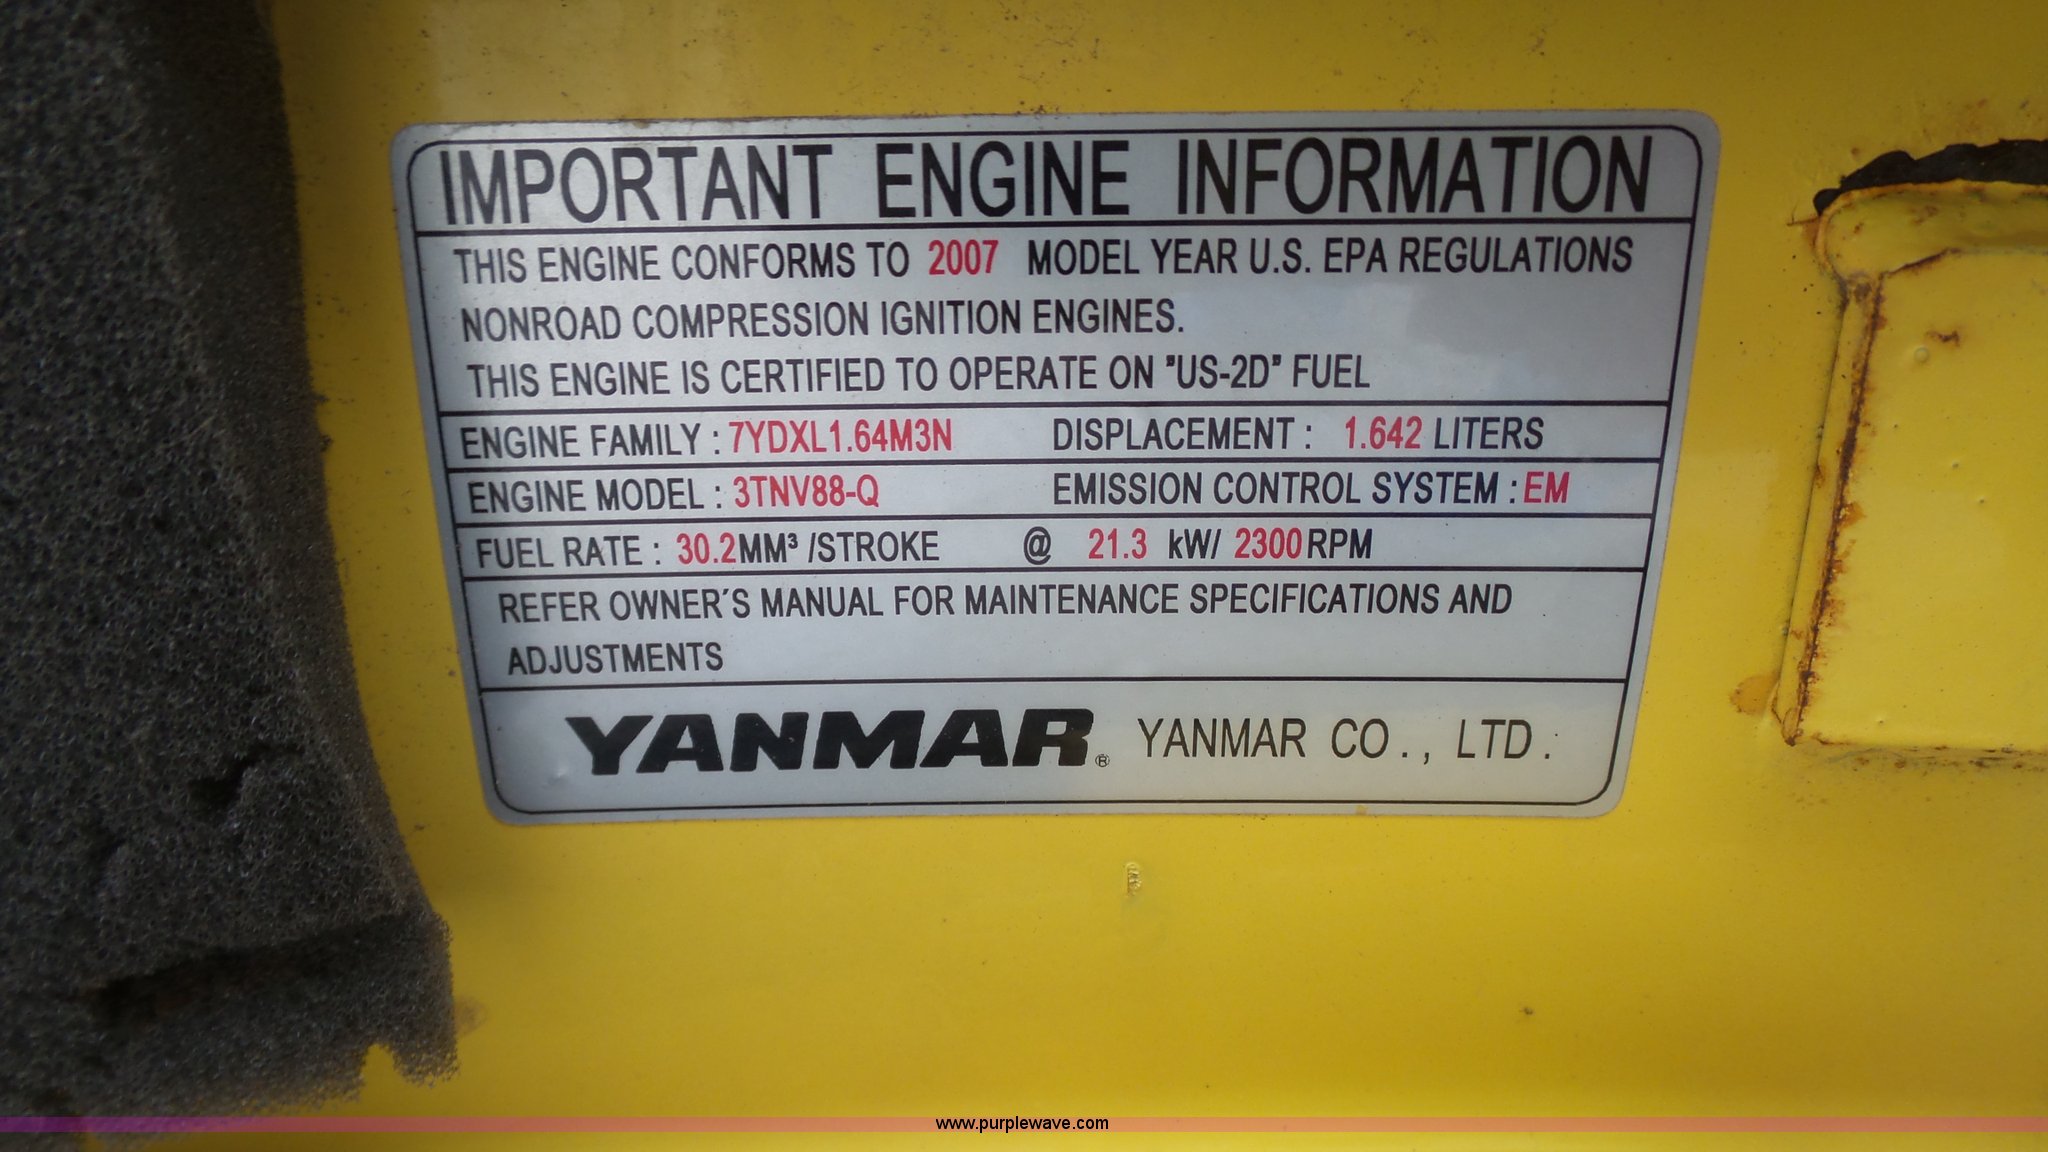 IMPORTANT ENGINE INFORMATION
THIS ENGINE CONFORMS TO 2007 MODEL YEAR U.S. EPA REGULATIONS
NONROAD COMPRESSION IGNITION ENGINES.
THIS ENGINE IS CERTIFIED TO OPERATE ON "US-2D" FUEL
ENGINE FAMILY : 7YDXL1.64M3N DISPLACEMENT : 1.642 LITERS
ENGINE MODEL : 3TNV88-Q EMISSION CONTROL SYSTEM : EM
FUEL RATE : 30.2MM³ /STROKE @ 21.3 kW/ 2300 RPM
REFER OWNER'S MANUAL FOR MAINTENANCE SPECIFICATIONS AND
ADJUSTMENTS
YANMAR® YANMAR CO., LTD.
www.purplewave.com